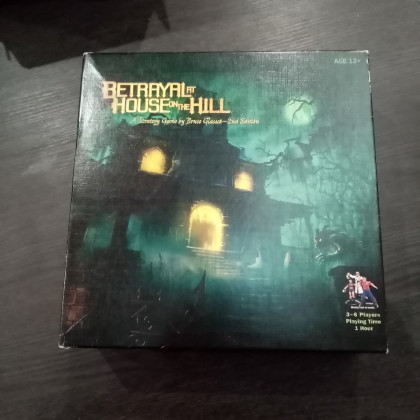 AGE 12+
BETRAYAL AT
HOUSE ON THE HILL
A Strategy Game by Bruce Glassco—2nd Edition
3-6 Players
Playing Time
1 Hour